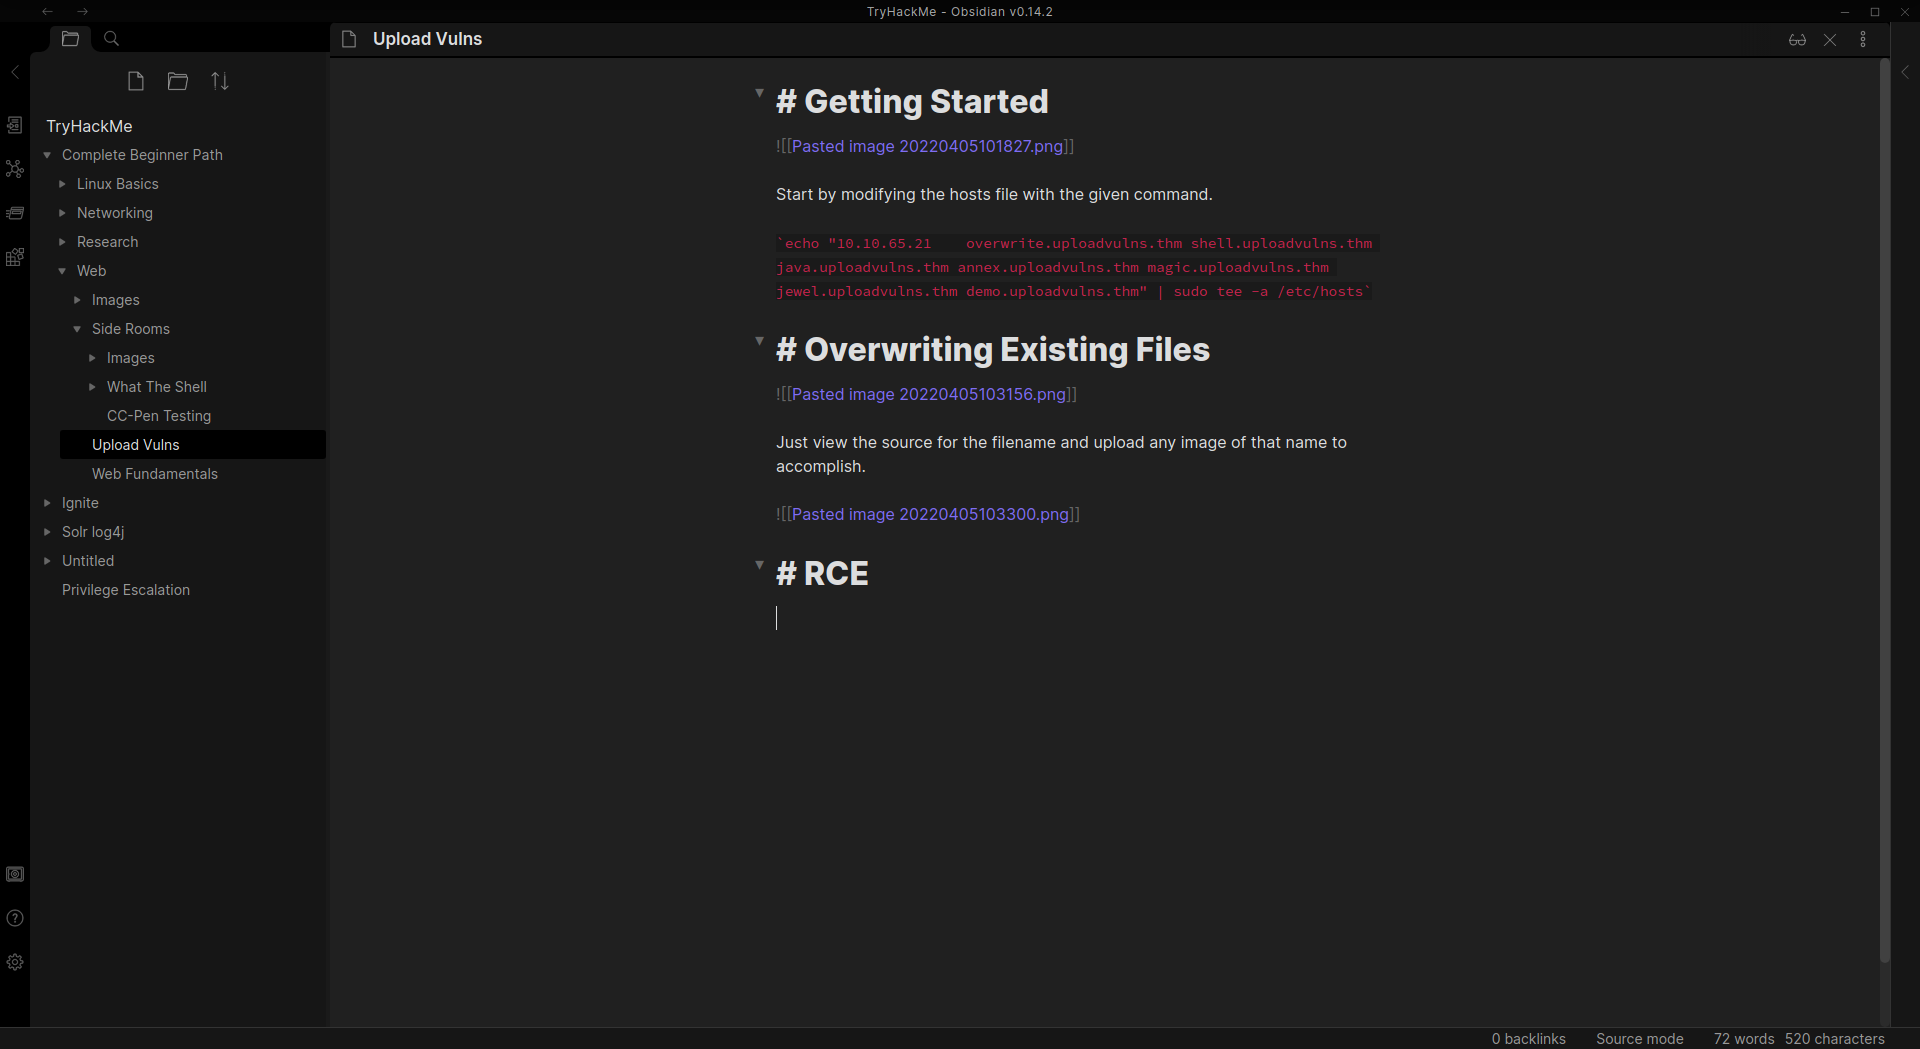 TryHackMe - Obsidian v0.14.2
Upload Vulns
TryHackMe
Complete Beginner Path
Linux Basics
Networking
Research
Web
Images
Side Rooms
Images
What The Shell
CC-Pen Testing
Upload Vulns
Web Fundamentals
Ignite
Solr log4j
Untitled
Privilege Escalation
# Getting Started
![[Pasted image 20220405101827.png]]
Start by modifying the hosts file with the given command.
`echo "10.10.65.21    overwrite.uploadvulns.thm shell.uploadvulns.thm
java.uploadvulns.thm annex.uploadvulns.thm magic.uploadvulns.thm
jewel.uploadvulns.thm demo.uploadvulns.thm" | sudo tee -a /etc/hosts`
# Overwriting Existing Files
![[Pasted image 20220405103156.png]]
Just view the source for the filename and upload any image of that name to
accomplish.
![[Pasted image 20220405103300.png]]
# RCE
0 backlinks Source mode 72 words 520 characters